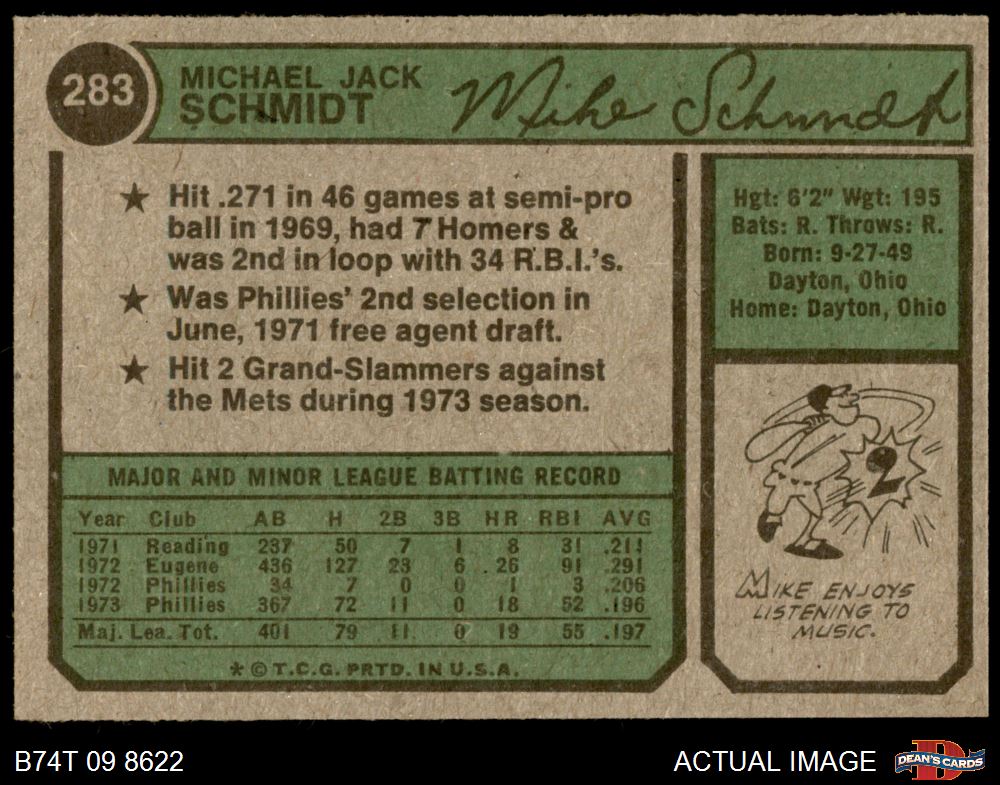 283
MICHAEL JACK
SCHMIDT
Mike Schmidt
★ Hit .271 in 46 games at semi-pro
ball in 1969, had 7 Homers &
was 2nd in loop with 34 R.B.I.'s.
★ Was Phillies' 2nd selection in
June, 1971 free agent draft.
★ Hit 2 Grand-Slammers against
the Mets during 1973 season.
Hgt: 6'2" Wgt: 195
Bats: R. Throws: R.
Born: 9-27-49
Dayton, Ohio
Home: Dayton, Ohio
2
MIKE ENJOYS
LISTENING TO
MUSIC.
MAJOR AND MINOR LEAGUE BATTING RECORD
Year Club AB H 2B 3B HR RBI AVG
1971 Reading 237 50 7 1 8 31 .211
1972 Eugene 436 127 23 6 26 91 .291
1972 Phillies 34 7 0 0 1 3 .206
1973 Phillies 367 72 11 0 18 52 .196
Maj. Lea. Tot. 401 79 11 0 19 55 .197
* © T.C.G. PRTD. IN U.S.A.
B74T 09 8622
ACTUAL IMAGE
D
DEAN'S CARDS